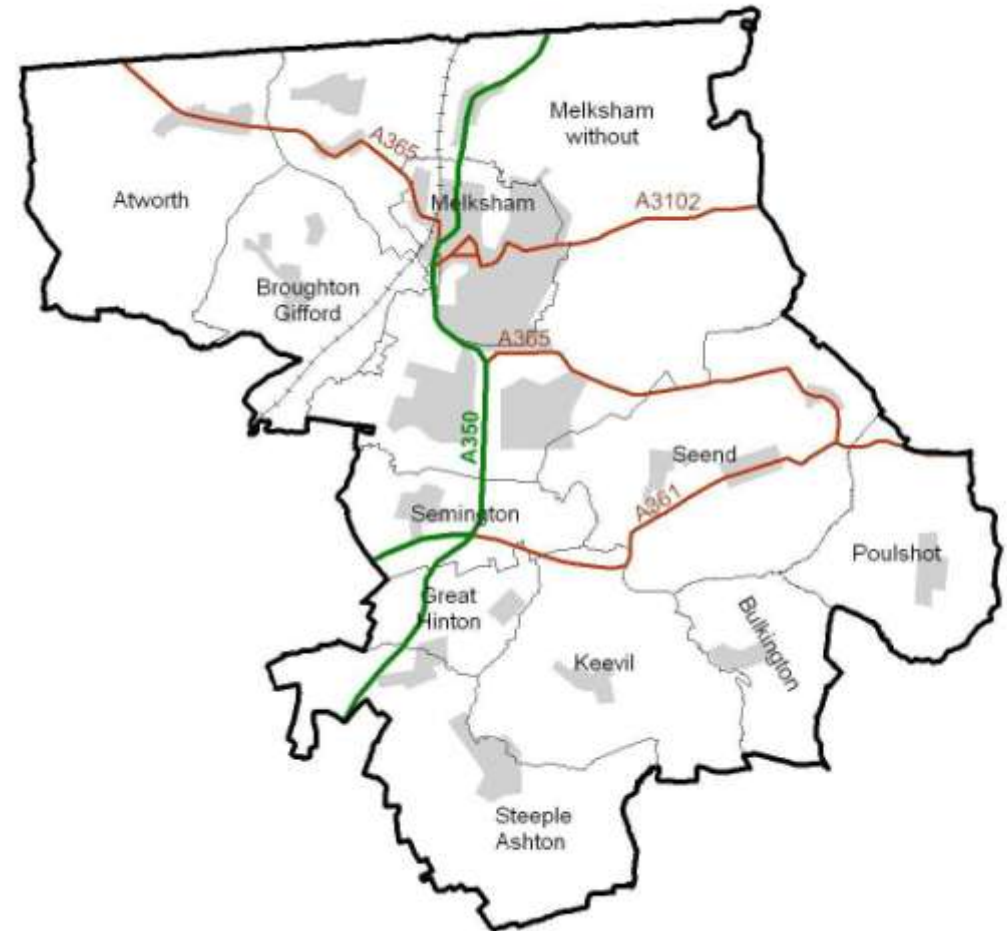 Melksham
without
A365
Atworth
Melksham
A3102
Broughton
Gifford
A365
A350
Seend
A361
Semington
Poulshot
Great
Hinton
Bulkington
Keevil
Steeple
Ashton